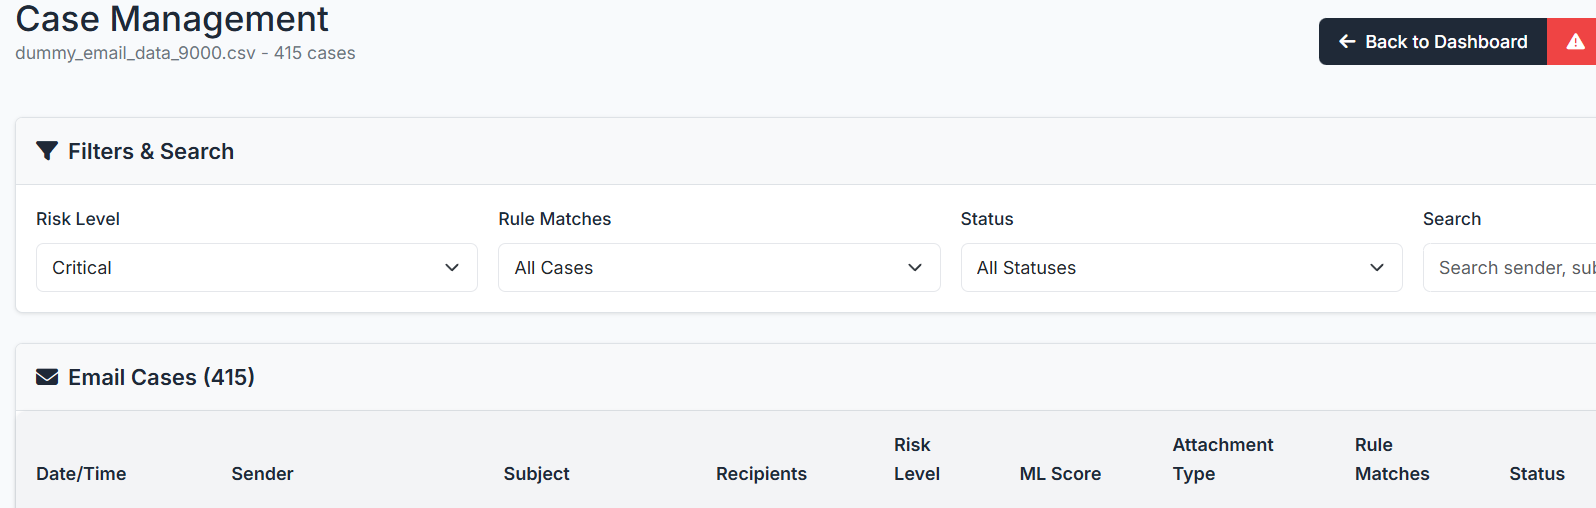 Case Management
dummy_email_data_9000.csv - 415 cases
Back to Dashboard
Filters & Search
Risk Level
Rule Matches
Status
Search
Critical
All Cases
All Statuses
Search sender, sub
Email Cases (415)
Date/Time
Sender
Subject
Recipients
Risk
Level
ML Score
Attachment
Type
Rule
Matches
Status